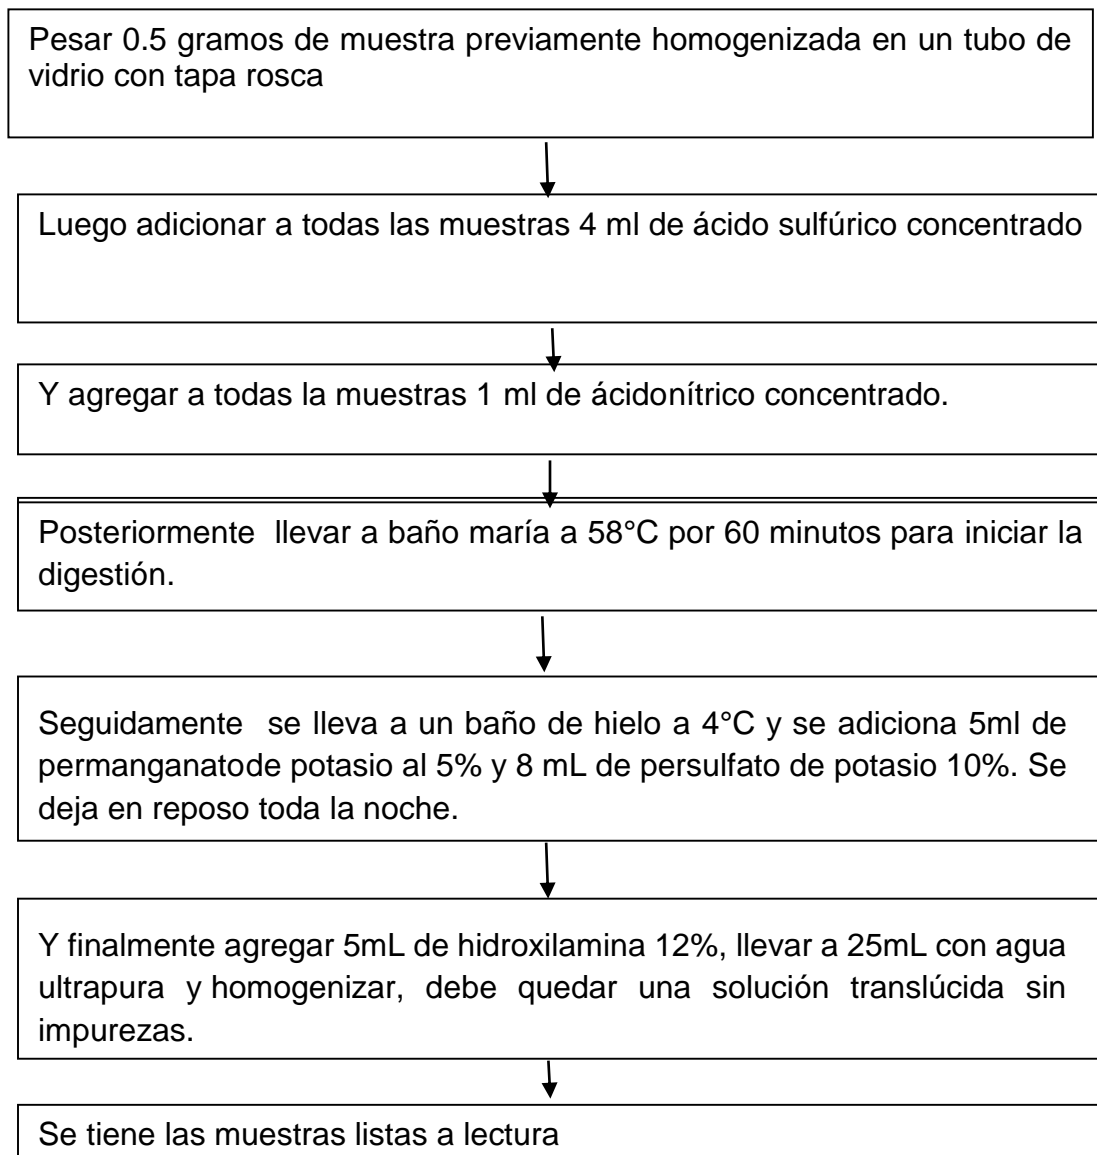 Pesar 0.5 gramos de muestra previamente homogenizada en un tubo de
vidrio con tapa rosca
Luego adicionar a todas las muestras 4 ml de ácido sulfúrico concentrado
Y agregar a todas la muestras 1 ml de ácidonítrico concentrado.
Posteriormente llevar a baño maría a 58°C por 60 minutos para iniciar la
digestión.
Seguidamente se lleva a un baño de hielo a 4°C y se adiciona 5ml de
permanganatode potasio al 5% y 8 mL de persulfato de potasio 10%. Se
deja en reposo toda la noche.
Y finalmente agregar 5mL de hidroxilamina 12%, llevar a 25mL con agua
ultrapura y homogenizar, debe quedar una solución translúcida sin
impurezas.
Se tiene las muestras listas a lectura